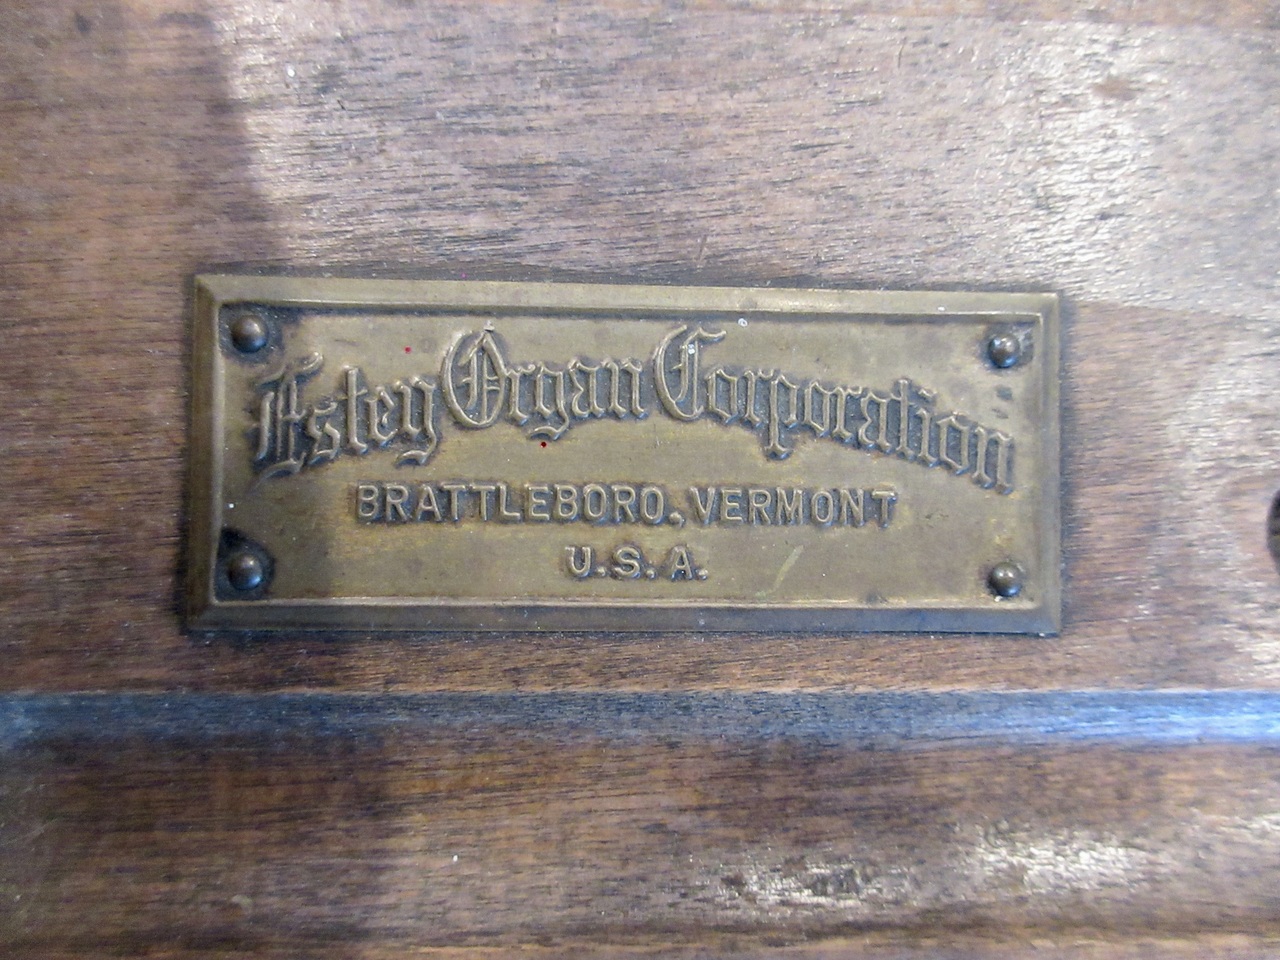 Estey Organ Corporation
BRATTLEBORO, VERMONT
U.S.A.